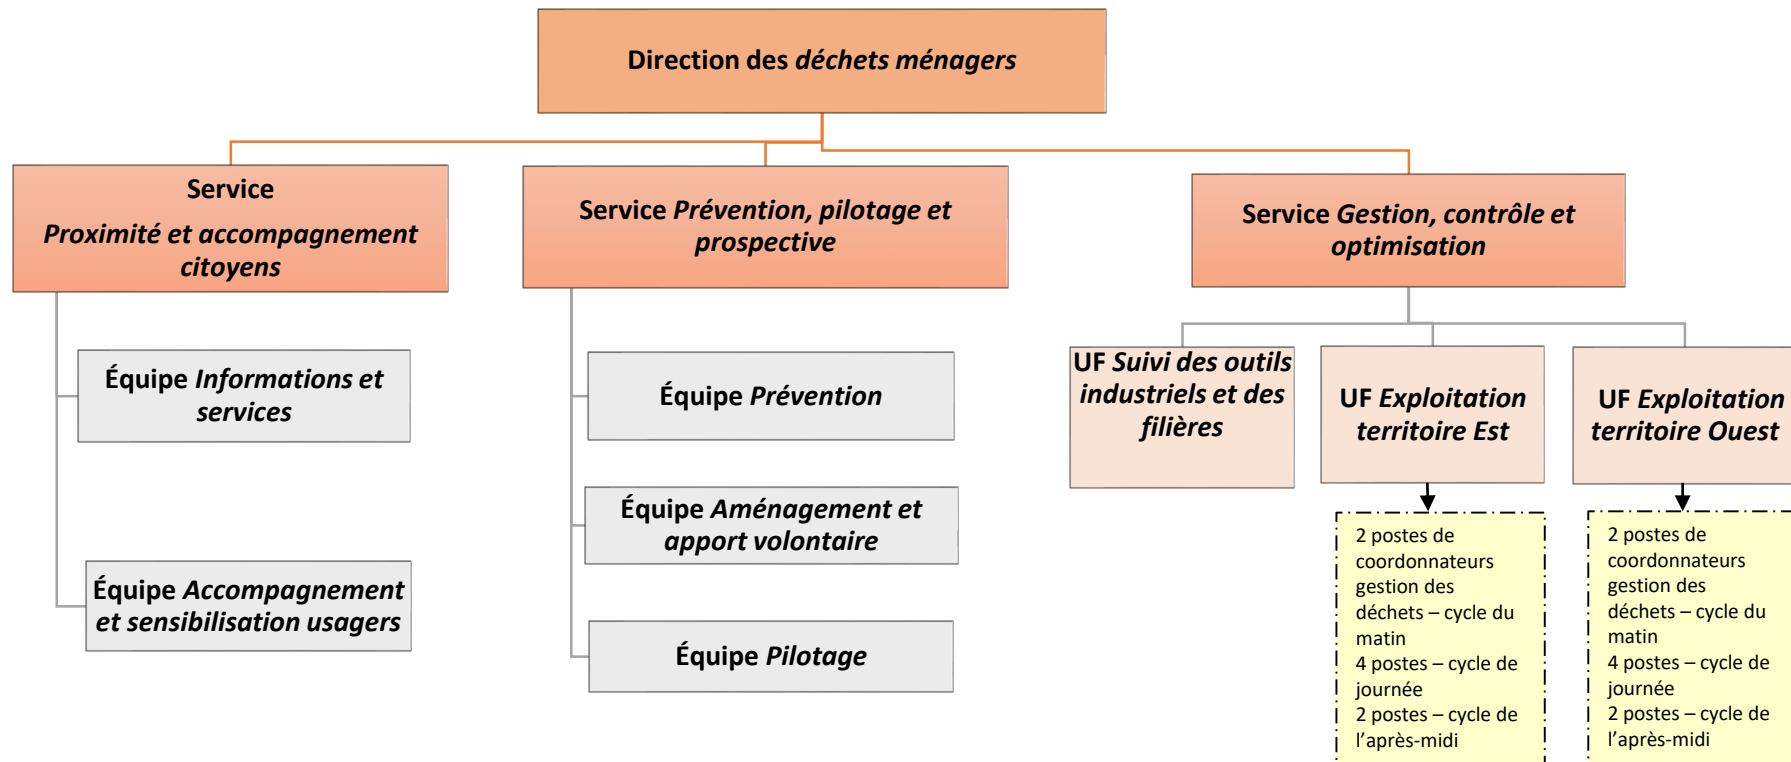 Direction des déchets ménagers
Service
Proximité et accompagnement
citoyens
Service Prévention, pilotage et
prospective
Service Gestion, contrôle et
optimisation
Équipe Informations et
services
Équipe Accompagnement
et sensibilisation usagers
Équipe Prévention
Équipe Aménagement et
apport volontaire
Équipe Pilotage
UF Suivi des outils
industriels et des
filières
UF Exploitation
territoire Est
UF Exploitation
territoire Ouest
2 postes de
coordonnateurs
gestion des
déchets – cycle du
matin
4 postes – cycle de
journée
2 postes – cycle de
l’après-midi
2 postes de
coordonnateurs
gestion des
déchets – cycle du
matin
4 postes – cycle de
journée
2 postes – cycle de
l’après-midi